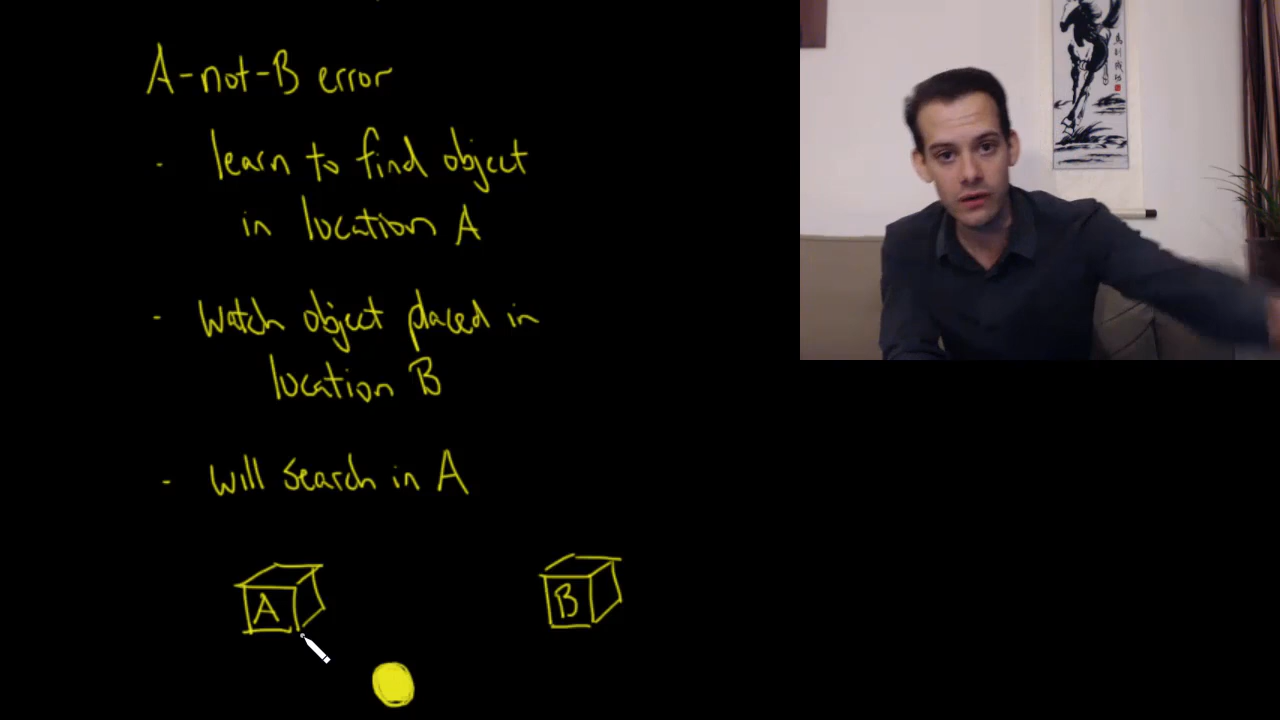 A-not-B error
· learn to find object
in location A
· Watch object placed in
location B
· Will search in A
A
B